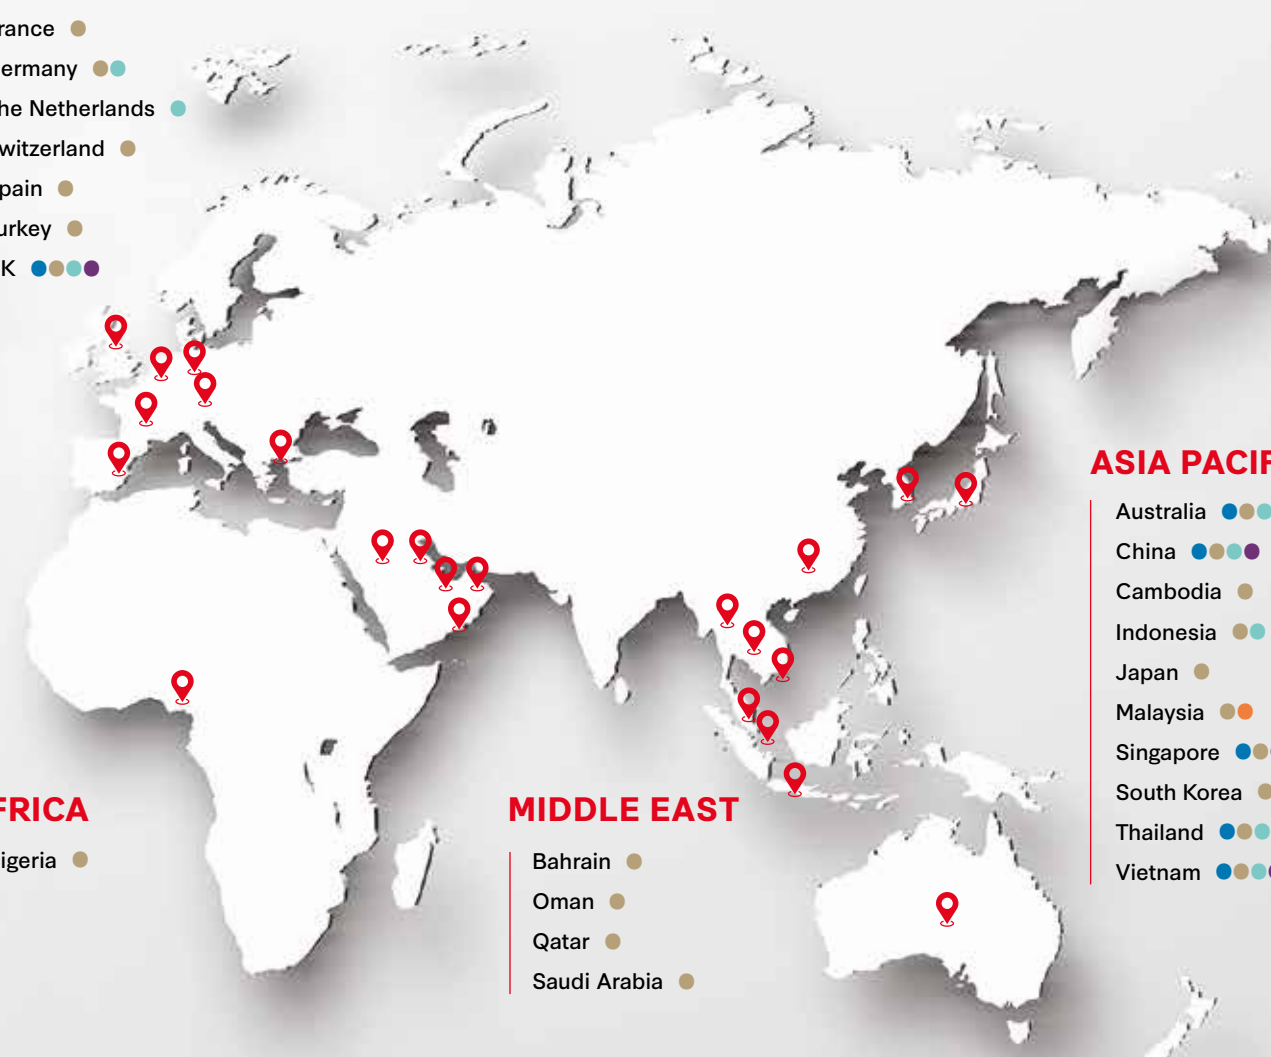 rance
ermany
he Netherlands
witzerland
pain
urkey
K
FRICA
igeria
MIDDLE EAST
Bahrain
Oman
Qatar
Saudi Arabia
ASIA PACIF
Australia
China
Cambodia
Indonesia
Japan
Malaysia
Singapore
South Korea
Thailand
Vietnam